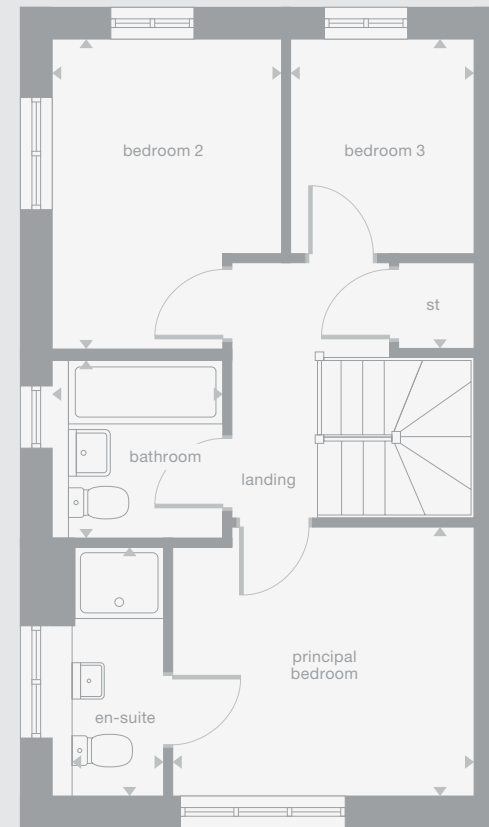 bedroom 2
bedroom 3
st
bathroom
landing
principal
bedroom
en-suite